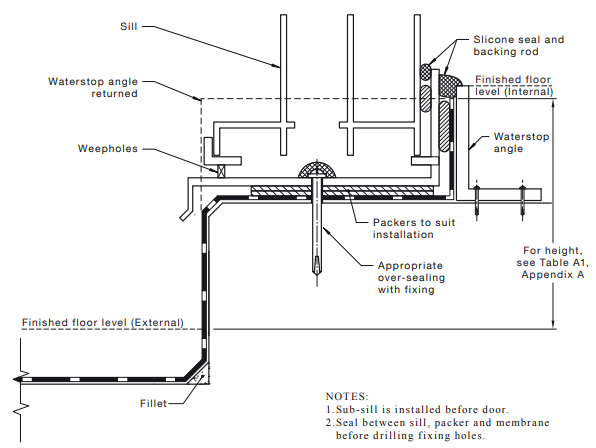 Sill
Slicone seal and
backing rod
Waterstop angle
returned
Finished floor
level (Internal)
Weepholes
Waterstop
angle
Packers to suit
installation
For height,
see Table A1,
Appendix A
Appropriate
over-sealing
with fixing
Finished floor level (External)
Fillet
NOTES:
1.Sub-sill is installed before door.
2.Seal between sill, packer and membrane
before drilling fixing holes.